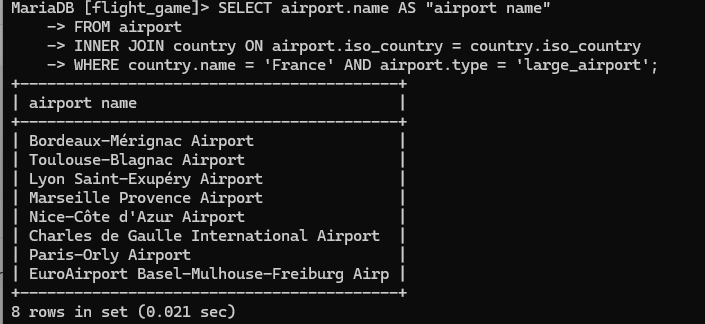 MariaDB [flight_game]> SELECT airport.name AS "airport name"
    -> FROM airport
    -> INNER JOIN country ON airport.iso_country = country.iso_country
    -> WHERE country.name = 'France' AND airport.type = 'large_airport';
+----------------------------------------+
| airport name                           |
+----------------------------------------+
| Bordeaux-Mérignac Airport              |
| Toulouse-Blagnac Airport               |
| Lyon Saint-Exupéry Airport             |
| Marseille Provence Airport             |
| Nice-Côte d'Azur Airport               |
| Charles de Gaulle International Airport  |
| Paris-Orly Airport                     |
| EuroAirport Basel-Mulhouse-Freiburg Airp |
+----------------------------------------+
8 rows in set (0.021 sec)